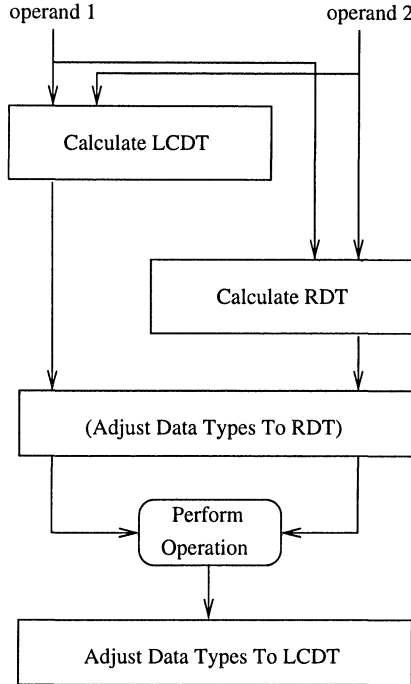 operand 1
operand 2
Calculate LCDT
Calculate RDT
(Adjust Data Types To RDT)
Perform
Operation
Adjust Data Types To LCDT